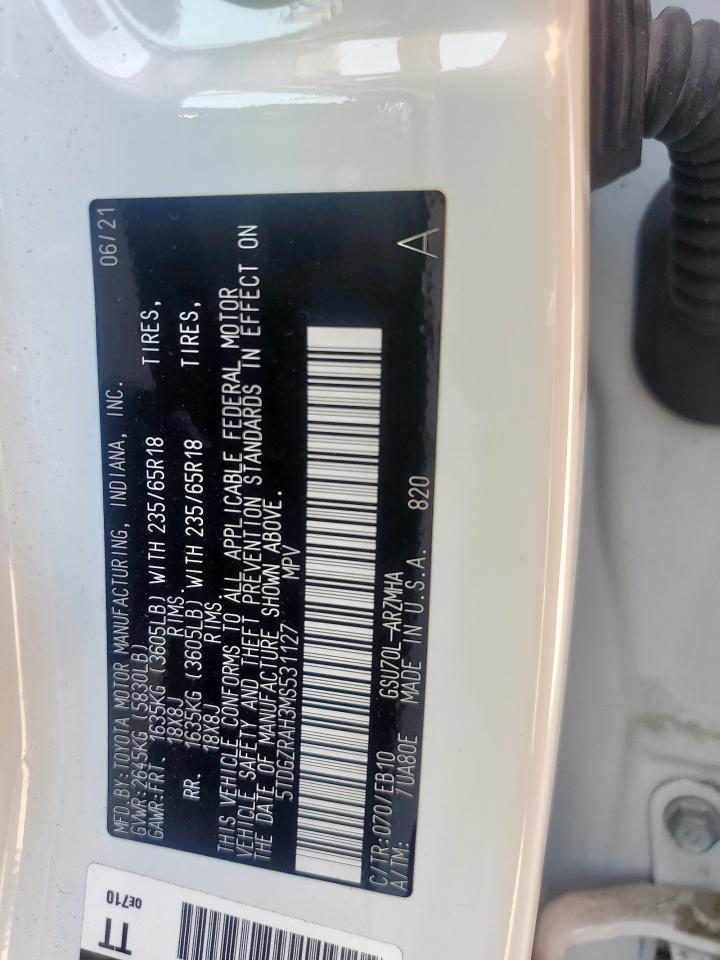 MFD.BY:TOYOTA MOTOR MANUFACTURING, INDIANA, INC. 06/21
GVWR:2645KG (5830LB)
GAWR:FRT. 1635KG (3605LB) WITH 235/65R18 TIRES,
18X8J RIMS.
RR. 1635KG (3605LB) WITH 235/65R18 TIRES,
18X8J RIMS.
THIS VEHICLE CONFORMS TO ALL APPLICABLE FEDERAL MOTOR
VEHICLE SAFETY AND THEFT PREVENTION STANDARDS IN EFFECT ON
THE DATE OF MANUFACTURE SHOWN ABOVE.
5TDGZRAH3MS531127 MPV
C/TR:070/EB10 GSU70L-ARZMHA A
A/TM: /UA80E MADE IN U.S.A. 820
TT
0E710